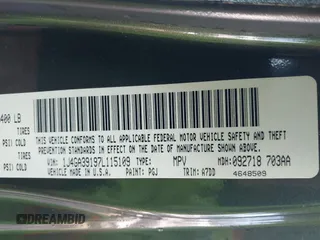 400 LB
TIRES
PSI/COLD
TIRES
PSI/COLD
THIS VEHICLE CONFORMS TO ALL APPLICABLE FEDERAL MOTOR VEHICLE SAFETY AND THEFT
PREVENTION STANDARDS IN EFFECT ON THE DATE OF MANUFACTURE SHOWN ABOVE.
VIN: 1J4GA39197L115109 TYPE: MPV MDH: 092718 703AA
MADE IN U.S.A. PAINT: PGJ TRIM: A7DD 4648509
DREAMBID